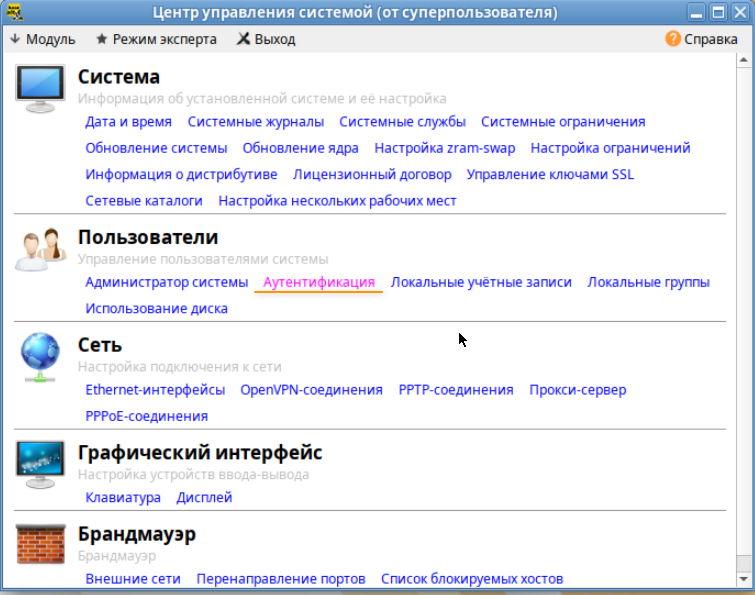 Центр управления системой (от суперпользователя)
Модуль Режим эксперта Выход Справка
Система
Информация об установленной системе и её настройка
Дата и время Системные журналы Системные службы Системные ограничения
Обновление системы Обновление ядра Настройка zram-swap Настройка ограничений
Информация о дистрибутиве Лицензионный договор Управление ключами SSL
Сетевые каталоги Настройка нескольких рабочих мест
Пользователи
Управление пользователями системы
Администратор системы Аутентификация Локальные учётные записи Локальные группы
Использование диска
Сеть
Настройка подключения к сети
Ethernet-интерфейсы OpenVPN-соединения PPTP-соединения Прокси-сервер
PPPoE-соединения
Графический интерфейс
Настройка устройств ввода-вывода
Клавиатура Дисплей
Брандмауэр
Брандмауэр
Внешние сети Перенаправление портов Список блокируемых хостов